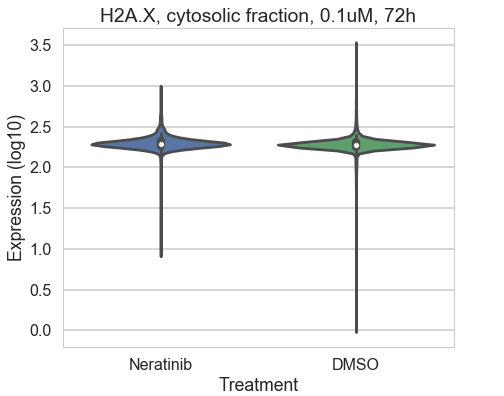 H2A.X, cytosolic fraction, 0.1uM, 72h
Expression (log10)
3.5
3.0
2.5
2.0
1.5
1.0
0.5
0.0
Neratinib DMSO
Treatment